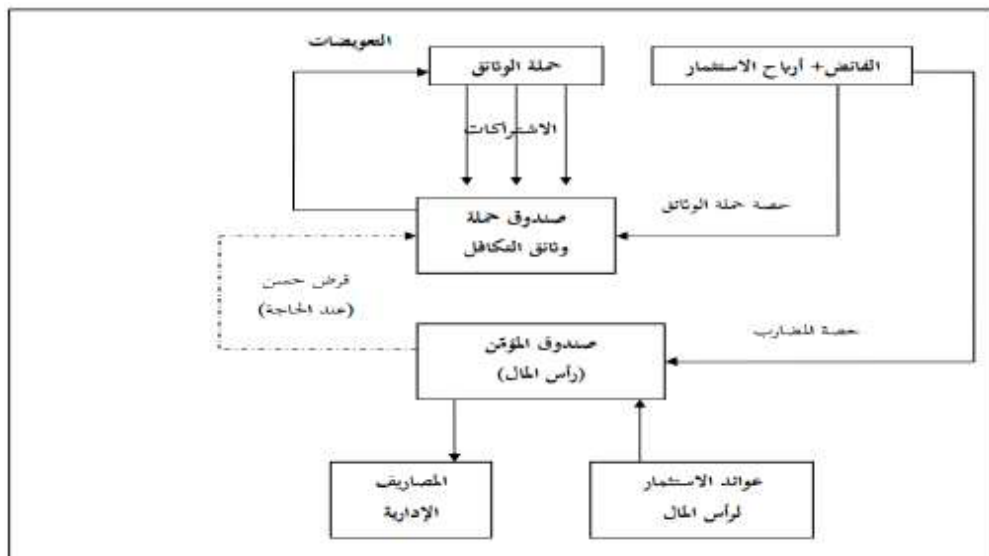 التعويضات
الفائض+ أرباح الاستثمار
حملة الوثائق
الاشتراكات
حصة حملة الوثائق
صندوق حملة
وثائق التكافل
قرض حسن
(عند الحاجة)
حصة المضارب
صندوق المؤمّن
(رأس المال)
عوائد الاستثمار
لرأس المال
المصاريف
الإدارية